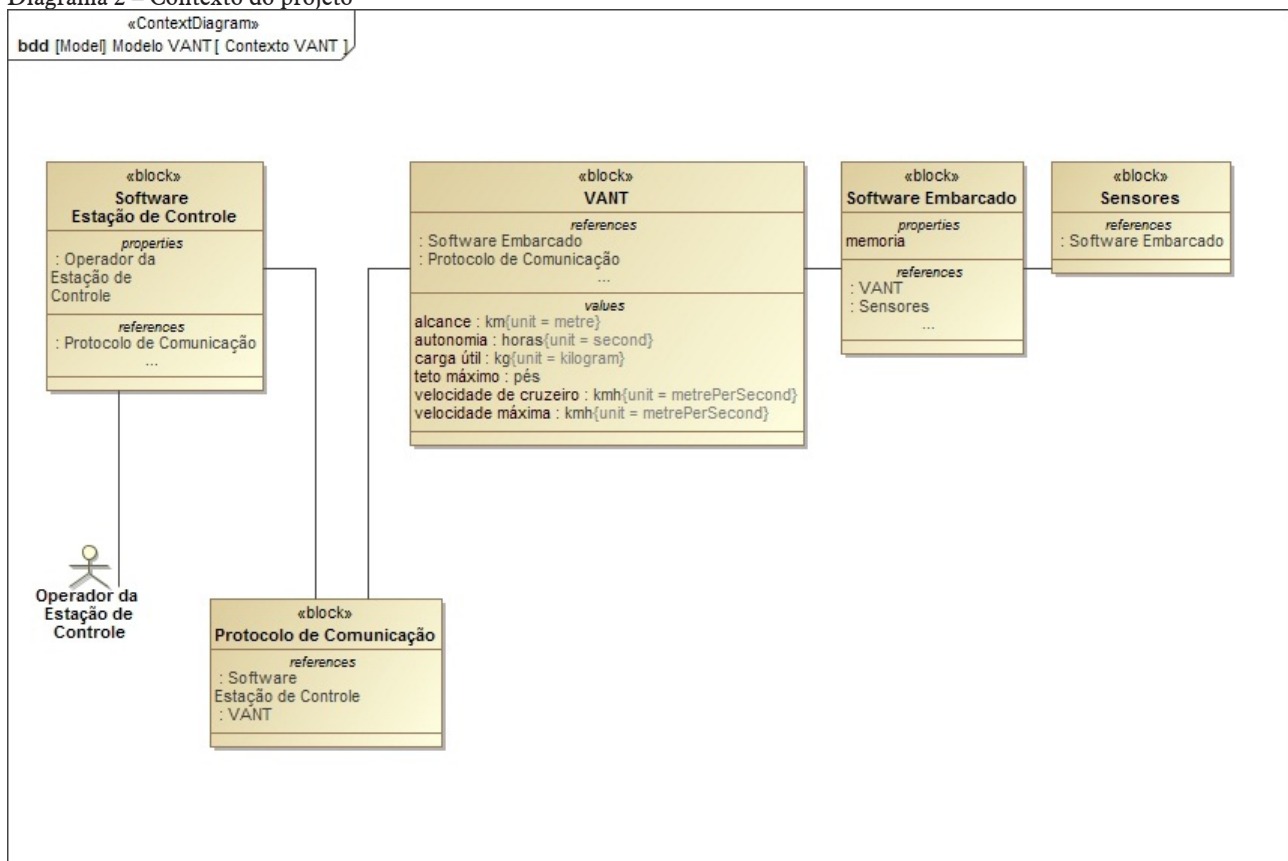 Diagrama 2 – Contexto do projeto
«ContextDiagram»
bdd [Model] Modelo VANT[ Contexto VANT ]
«block»
Software
Estação de Controle
properties
: Operador da
Estação de
Controle
references
: Protocolo de Comunicação
...
«block»
VANT
references
: Software Embarcado
: Protocolo de Comunicação
...
values
alcance : km{unit = metre}
autonomia : horas{unit = second}
carga útil : kg{unit = kilogram}
teto máximo : pés
velocidade de cruzeiro : kmh{unit = metrePerSecond}
velocidade máxima : kmh{unit = metrePerSecond}
«block»
Software Embarcado
properties
memoria
references
: VANT
: Sensores
...
«block»
Sensores
references
: Software Embarcado
Operador da
Estação de
Controle
«block»
Protocolo de Comunicação
references
: Software
Estação de Controle
: VANT